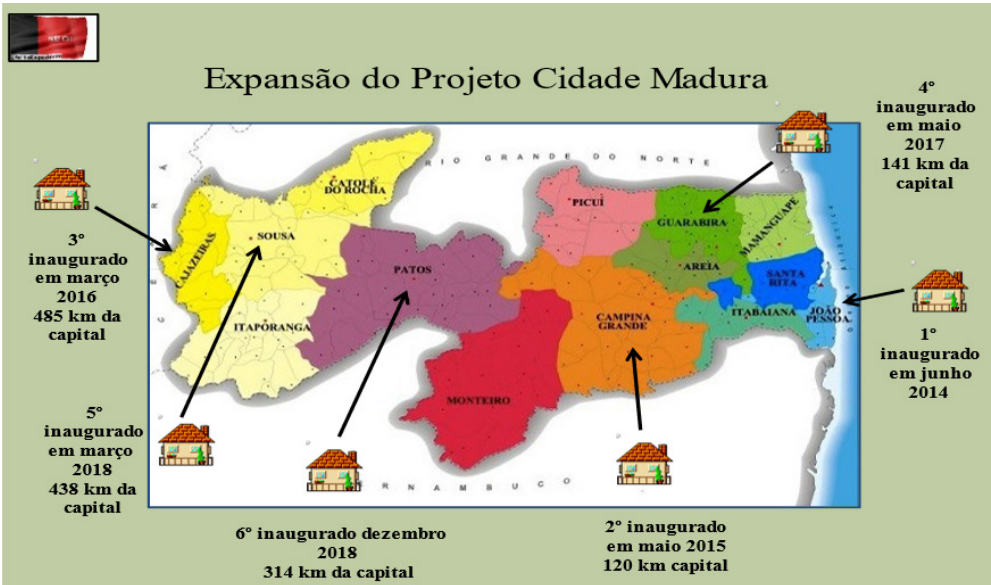 Expansão do Projeto Cidade Madura
4º
inaugurado
em maio
2017
141 km da
capital
RIO GRANDE DO NORTE
CATOLÉ
DO ROCHA
PICUÍ
GUARABIRA
MAMANGUAPE
SOUSA
CAJAZEIRAS
PATOS
AREIA
SANTA
RITA
ITABAIANA
JOÃO
PESSOA
ITAPORANGA
CAMPINA
GRANDE
MONTEIRO
3º
inaugurado
em março
2016
485 km da
capital
1º
inaugurado
em junho
2014
5º
inaugurado
em março
2018
438 km da
capital
ERNAMBUCO
6º inaugurado dezembro
2018
314 km da capital
2º inaugurado
em maio 2015
120 km capital